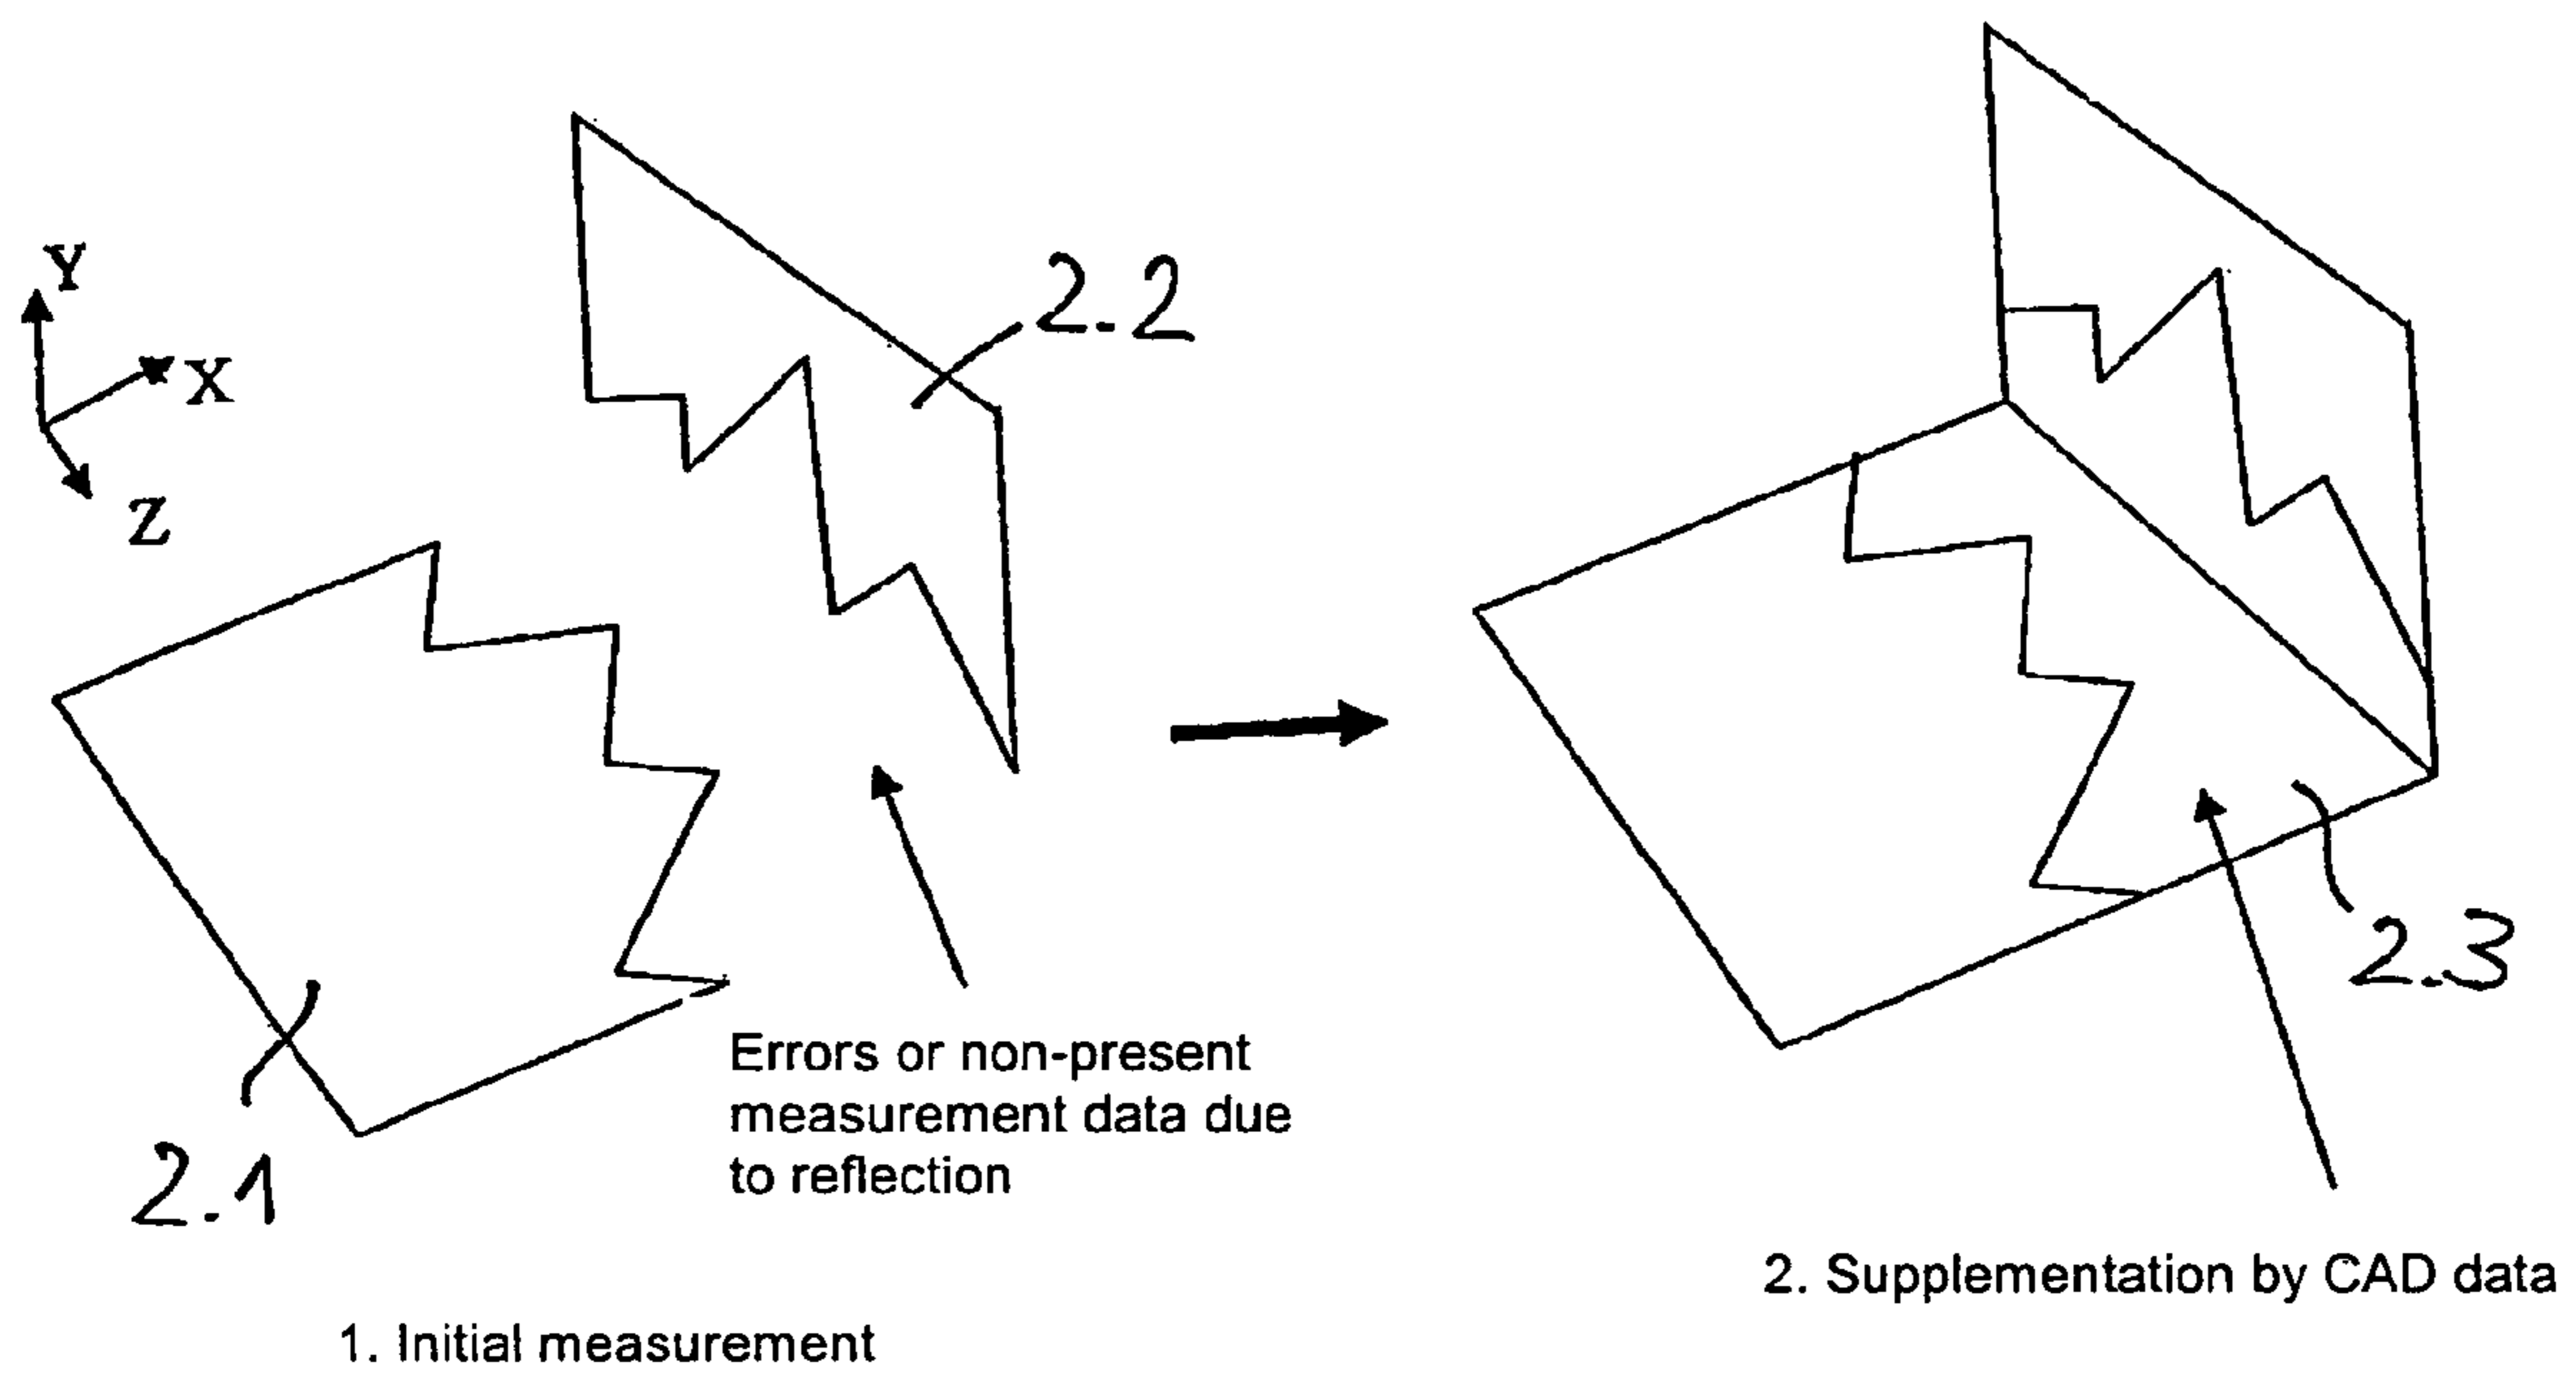 Y
X
Z
2.2
2.1
2.3
Errors or non-present
measurement data due
to reflection
1. Initial measurement
2. Supplementation by CAD data